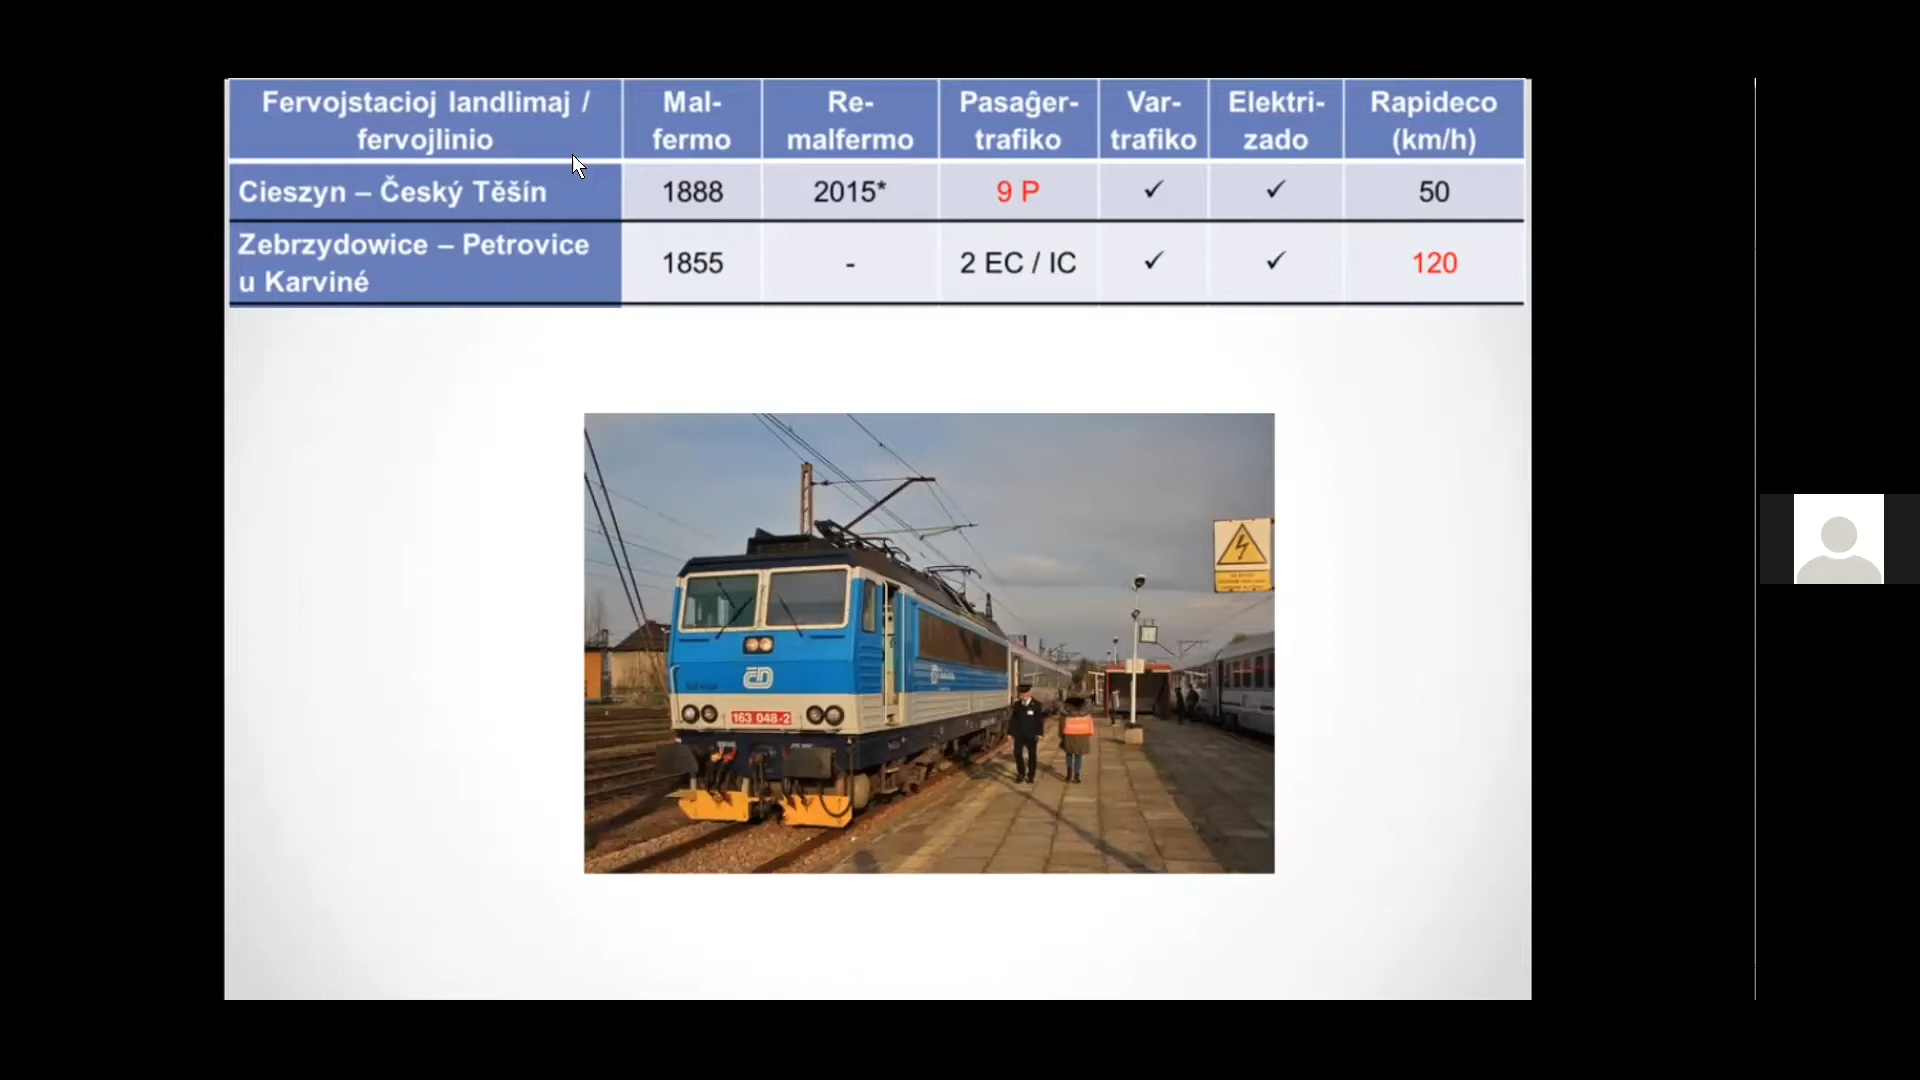 Fervojstacioj landlimaj /
fervojlinio
Mal-
fermo
Re-
malfermo
Pasaĝer-
trafiko
Var-
trafiko
Elektri-
zado
Rapideco
(km/h)
Cieszyn – Český Těšín
1888
2015*
9 P
✓
✓
50
Zebrzydowice – Petrovice
u Karviné
1855
-
2 EC / IC
✓
✓
120
ČD
163 048-2